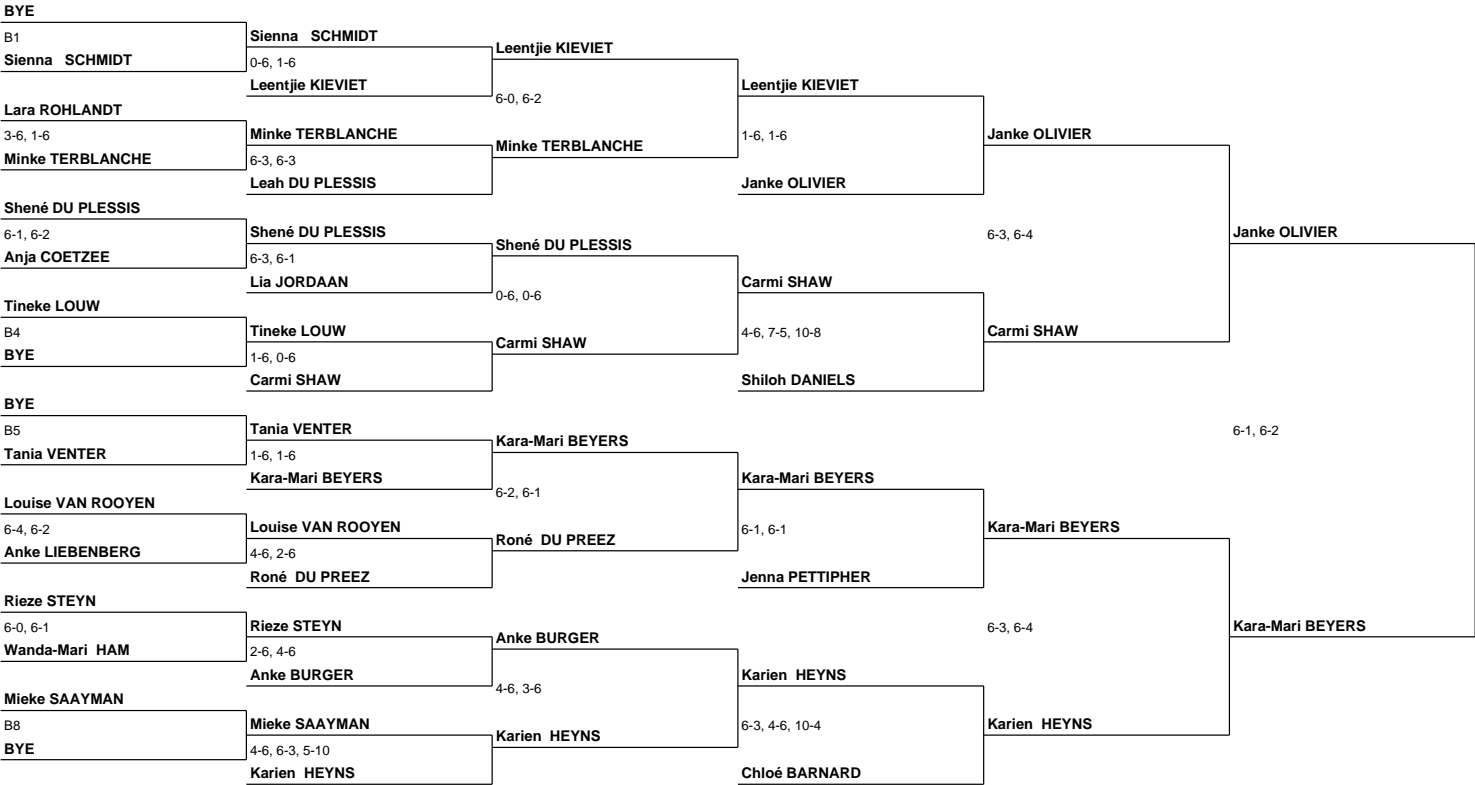 BYE
B1
Sienna SCHMIDT
Lara ROHLANDT
3-6, 1-6
Minke TERBLANCHE
Shené DU PLESSIS
6-1, 6-2
Anja COETZEE
Tineke LOUW
B4
BYE
BYE
B5
Tania VENTER
Louise VAN ROOYEN
6-4, 6-2
Anke LIEBENBERG
Rieze STEYN
6-0, 6-1
Wanda-Mari HAM
Mieke SAAYMAN
B8
BYE
Sienna SCHMIDT
0-6, 1-6
Leentjie KIEVIET
Minke TERBLANCHE
6-3, 6-3
Leah DU PLESSIS
Shené DU PLESSIS
6-3, 6-1
Lia JORDAAN
Tineke LOUW
1-6, 0-6
Carmi SHAW
Tania VENTER
1-6, 1-6
Kara-Mari BEYERS
Louise VAN ROOYEN
4-6, 2-6
Roné DU PREEZ
Rieze STEYN
2-6, 4-6
Anke BURGER
Mieke SAAYMAN
4-6, 6-3, 5-10
Karien HEYNS
Leentjie KIEVIET
6-0, 6-2
Minke TERBLANCHE
Shené DU PLESSIS
0-6, 0-6
Carmi SHAW
Kara-Mari BEYERS
6-2, 6-1
Roné DU PREEZ
Anke BURGER
4-6, 3-6
Karien HEYNS
Leentjie KIEVIET
1-6, 1-6
Janke OLIVIER
Carmi SHAW
4-6, 7-5, 10-8
Shiloh DANIELS
Kara-Mari BEYERS
6-1, 6-1
Jenna PETTIPHER
Karien HEYNS
6-3, 4-6, 10-4
Chloé BARNARD
Janke OLIVIER
6-3, 6-4
Carmi SHAW
Kara-Mari BEYERS
6-3, 6-4
Karien HEYNS
Janke OLIVIER
6-1, 6-2
Kara-Mari BEYERS